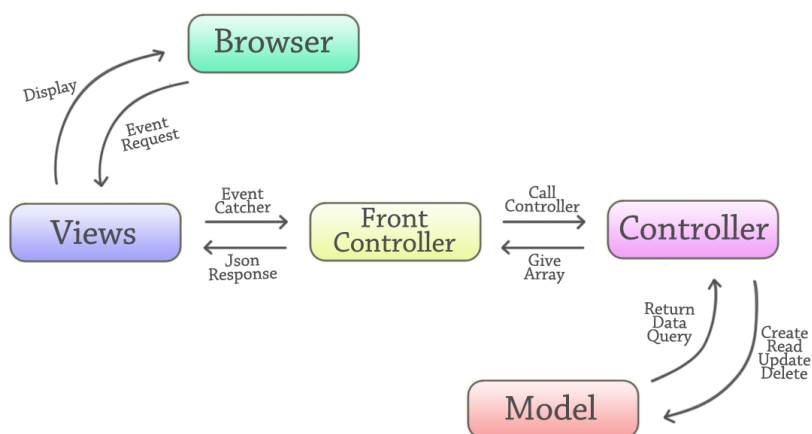 Browser
Display
Event
Request
Views
Event
Catcher
Json
Response
Front
Controller
Call
Controller
Give
Array
Controller
Return
Data
Query
Create
Read
Update
Delete
Model